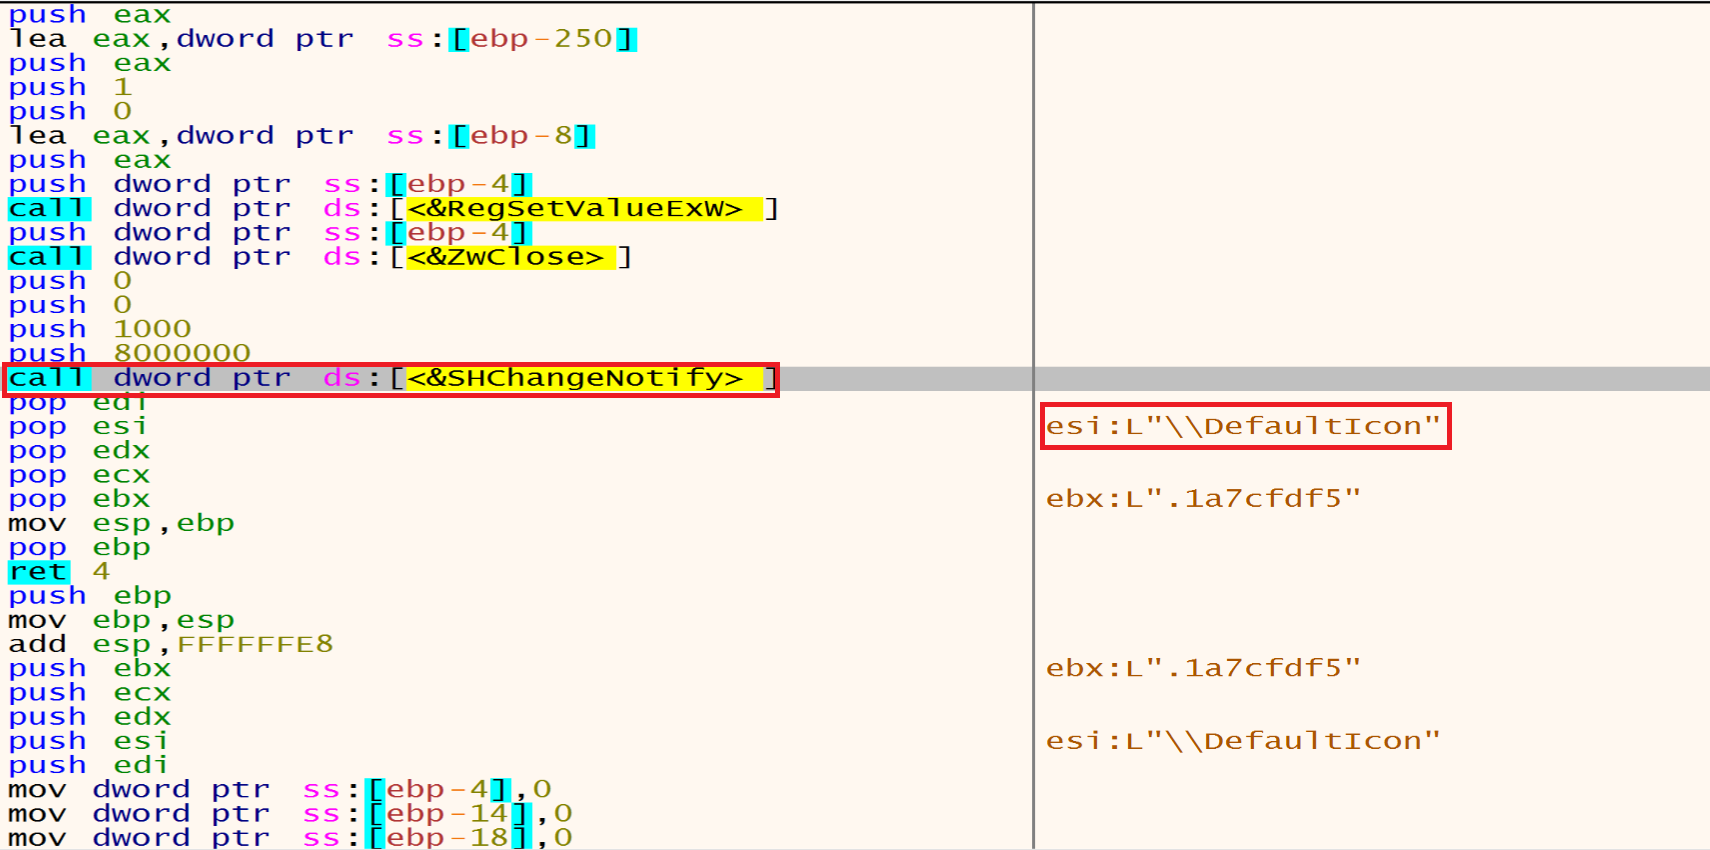 push eax
lea eax,dword ptr ss:[ebp-250]
push eax
push 1
push 0
lea eax,dword ptr ss:[ebp-8]
push eax
push dword ptr ss:[ebp-4]
call dword ptr ds:[<&RegSetValueExW>]
push dword ptr ss:[ebp-4]
call dword ptr ds:[<&ZwClose>]
push 0
push 0
push 1000
push 8000000
call dword ptr ds:[<&SHChangeNotify>]
pop edi
pop esi esi:L"\\DefaultIcon"
pop edx
pop ecx
pop ebx ebx:L".1a7cfdf5"
mov esp,ebp
pop ebp
ret 4
push ebp
mov ebp,esp
add esp,FFFFFFE8
push ebx ebx:L".1a7cfdf5"
push ecx
push edx
push esi esi:L"\\DefaultIcon"
push edi
mov dword ptr ss:[ebp-4],0
mov dword ptr ss:[ebp-14],0
mov dword ptr ss:[ebp-18],0